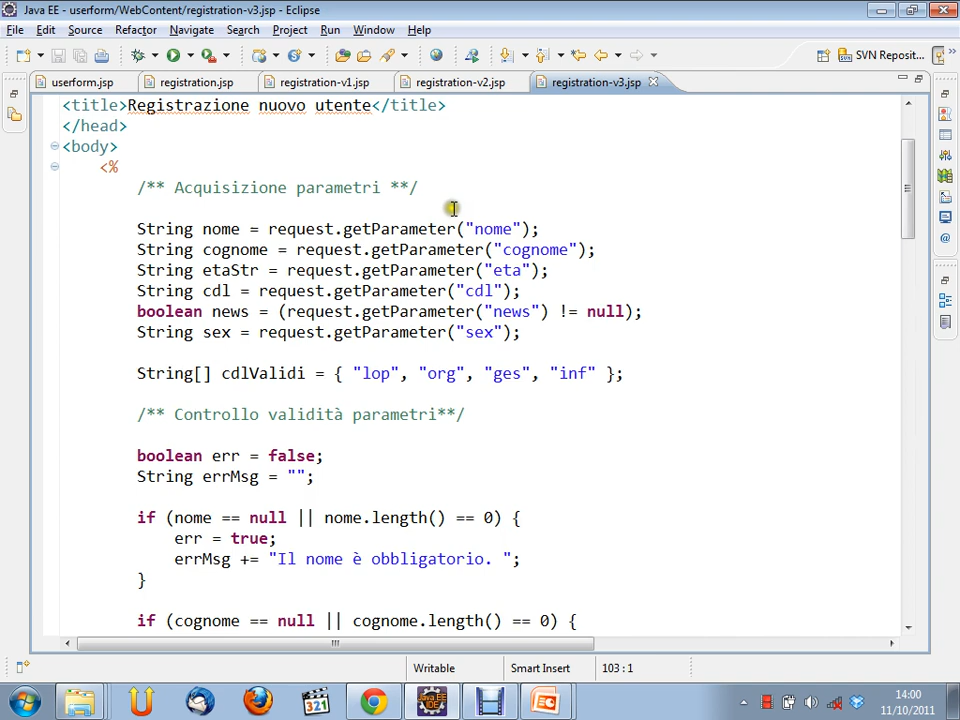 Java EE - userform/WebContent/registration-v3.jsp - Eclipse
File Edit Source Refactor Navigate Search Project Run Window Help
SVN Reposit...
userform.jsp registration.jsp registration-v1.jsp registration-v2.jsp registration-v3.jsp
<title>Registrazione nuovo utente</title>
</head>
<body>
<%
/** Acquisizione parametri **/
String nome = request.getParameter("nome");
String cognome = request.getParameter("cognome");
String etaStr = request.getParameter("eta");
String cdl = request.getParameter("cdl");
boolean news = (request.getParameter("news") != null);
String sex = request.getParameter("sex");
String[] cdlValidi = { "lop", "org", "ges", "inf" };
/** Controllo validità parametri**/
boolean err = false;
String errMsg = "";
if (nome == null || nome.length() == 0) {
err = true;
errMsg += "Il nome è obbligatorio. ";
}
if (cognome == null || cognome.length() == 0) {
Writable Smart Insert 103 : 1
321
Java EE IDE
14:00
11/10/2011